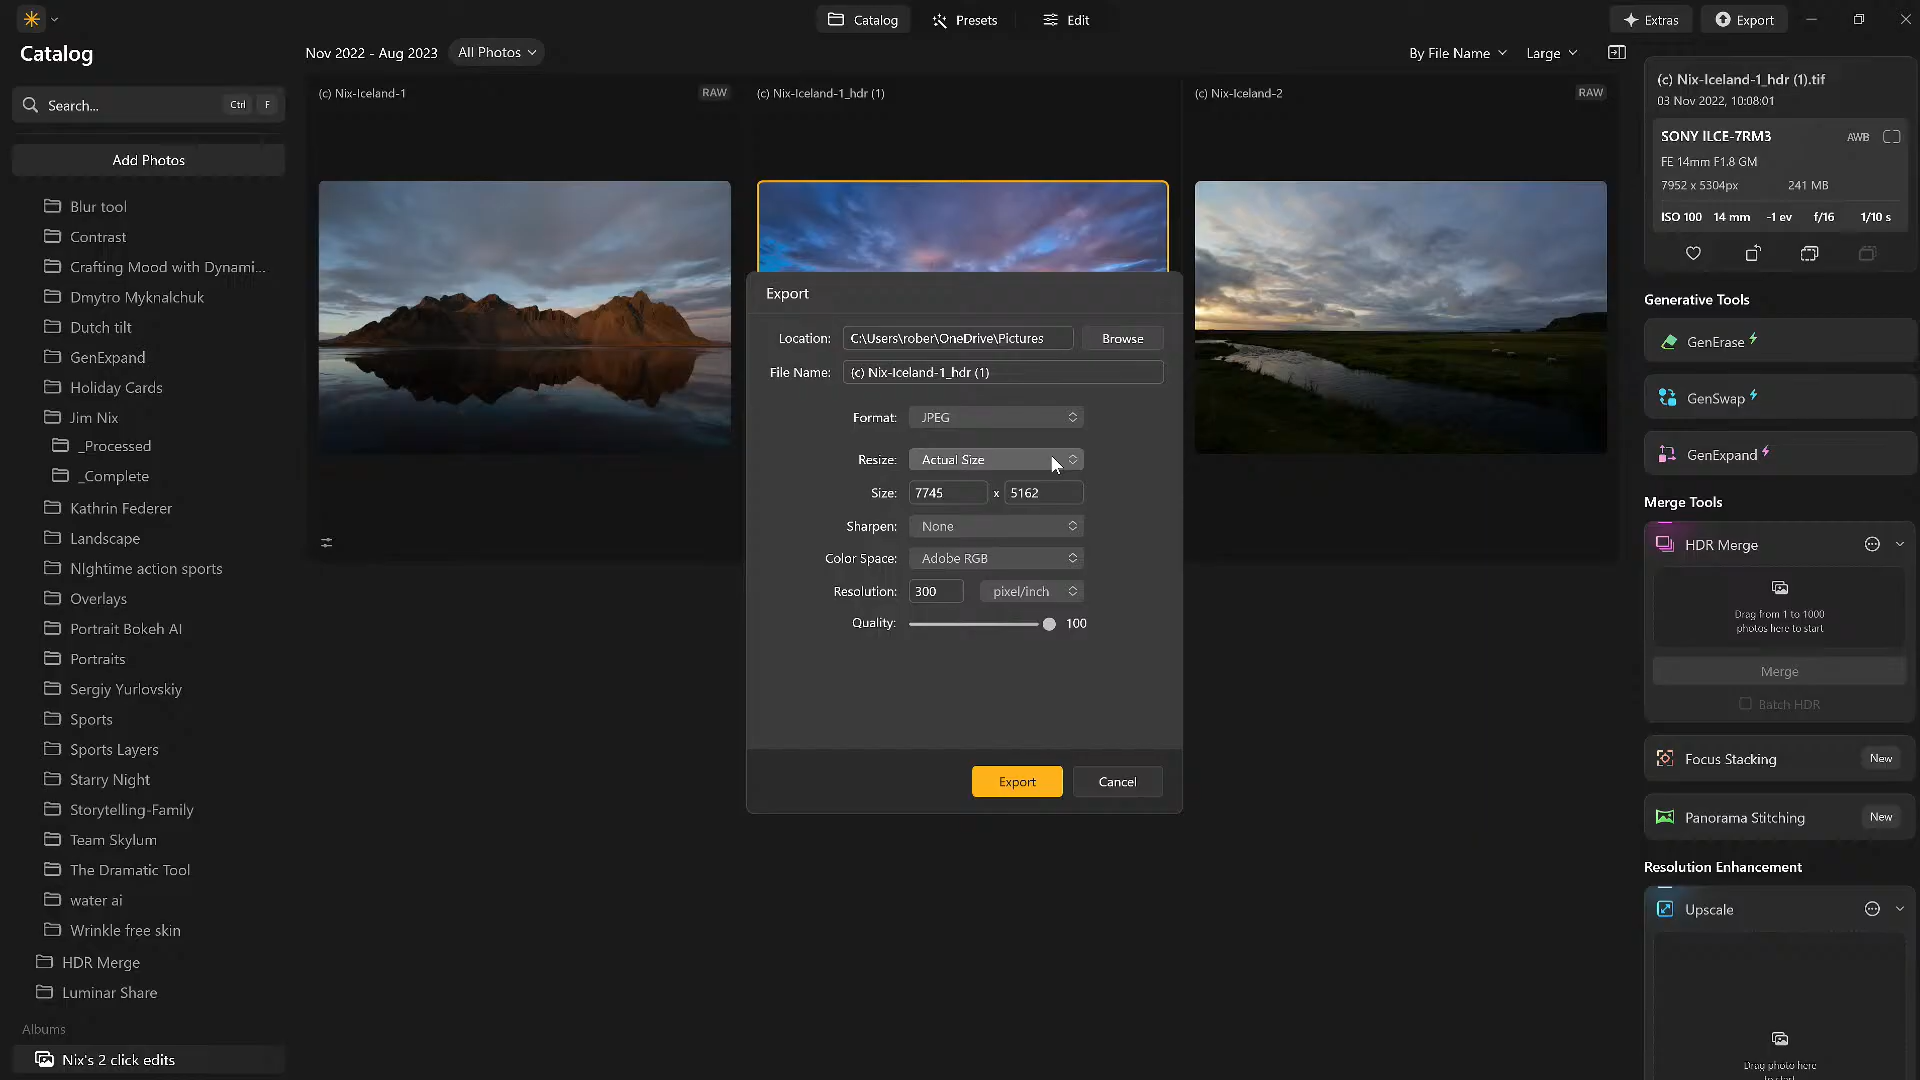 Catalog
Presets
Edit
Extras
Export
Catalog
Nov 2022 - Aug 2023
All Photos
By File Name
Large
Search...
Ctrl
F
Add Photos
Blur tool
Contrast
Crafting Mood with Dynami...
Dmytro Myknalchuk
Dutch tilt
GenExpand
Holiday Cards
Jim Nix
_Processed
_Complete
Kathrin Federer
Landscape
NIghtime action sports
Overlays
Portrait Bokeh AI
Portraits
Sergiy Yurlovskiy
Sports
Sports Layers
Starry Night
Storytelling-Family
Team Skylum
The Dramatic Tool
water ai
Wrinkle free skin
HDR Merge
Luminar Share
Albums
Nix's 2 click edits
(c) Nix-Iceland-1
RAW
(c) Nix-Iceland-1_hdr (1)
(c) Nix-Iceland-2
RAW
Export
Location:
C:\Users\rober\OneDrive\Pictures
Browse
File Name:
(c) Nix-Iceland-1_hdr (1)
Format:
JPEG
Resize:
Actual Size
Size:
7745
x
5162
Sharpen:
None
Color Space:
Adobe RGB
Resolution:
300
pixel/inch
Quality:
100
Export
Cancel
(c) Nix-Iceland-1_hdr (1).tif
03 Nov 2022, 10:08:01
SONY ILCE-7RM3
AWB
FE 14mm F1.8 GM
7952 x 5304px
241 MB
ISO 100
14 mm
-1 ev
f/16
1/10 s
Generative Tools
GenErase
GenSwap
GenExpand
Merge Tools
HDR Merge
Drag from 1 to 1000
photos here to start
Merge
Batch HDR
Focus Stacking
New
Panorama Stitching
New
Resolution Enhancement
Upscale
Drag photo here
to start